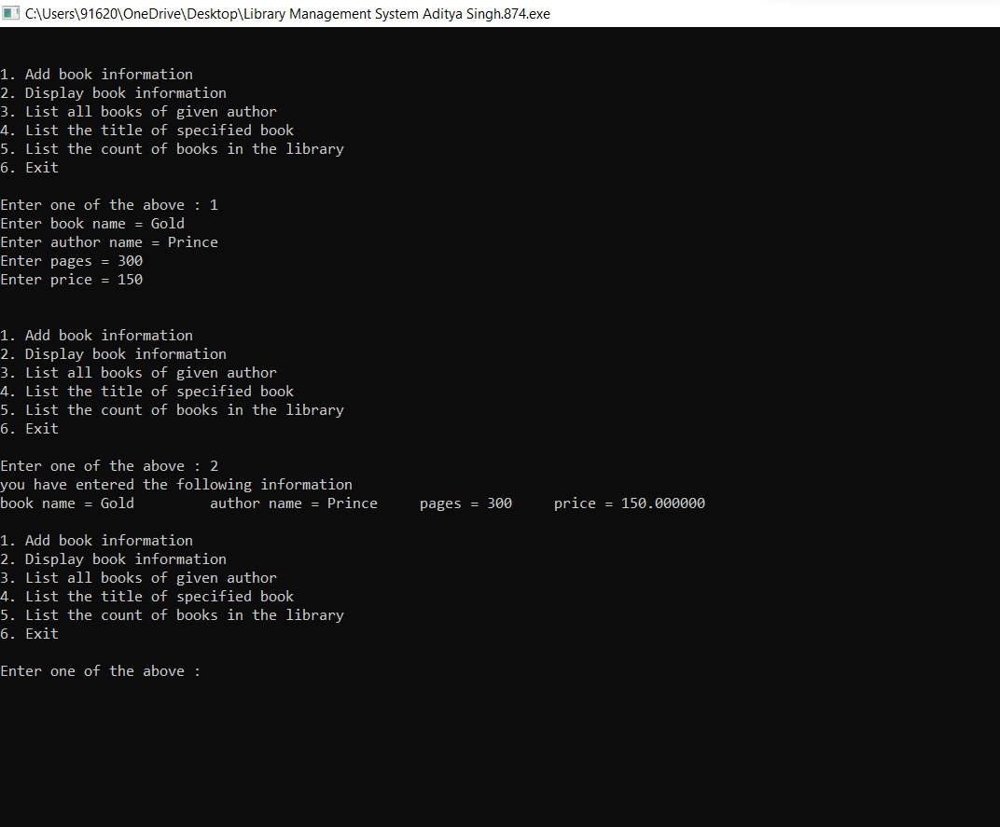 C:\Users\91620\OneDrive\Desktop\Library Management System Aditya Singh.874.exe
1. Add book information
2. Display book information
3. List all books of given author
4. List the title of specified book
5. List the count of books in the library
6. Exit
Enter one of the above : 1
Enter book name = Gold
Enter author name = Prince
Enter pages = 300
Enter price = 150
1. Add book information
2. Display book information
3. List all books of given author
4. List the title of specified book
5. List the count of books in the library
6. Exit
Enter one of the above : 2
you have entered the following information
book name = Gold         author name = Prince     pages = 300     price = 150.000000
1. Add book information
2. Display book information
3. List all books of given author
4. List the title of specified book
5. List the count of books in the library
6. Exit
Enter one of the above :